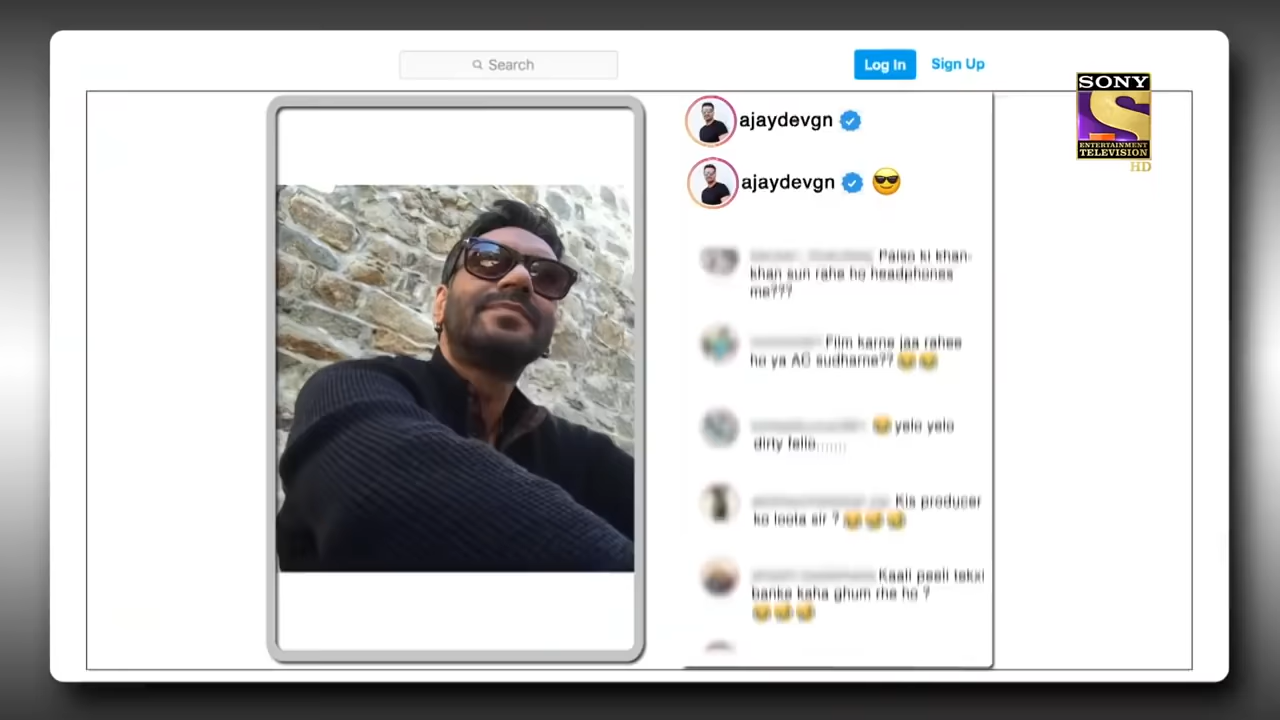 Search
Log In
Sign Up
SONY
ENTERTAINMENT
TELEVISION
HD
ajaydevgn
ajaydevgn 😎
Paiso ki khan-
khan sun rahe ho headphones
me???
Film karne jaa rahee
ho ya AC sudharne?? 😂 😂
😂 yelo yelo
dirty fello.......
Kis producer
ko loota sir ? 😂 😂 😂
Kaali peeli tekxi
banke kaha ghum rhe ho ?
😂 😂 😂